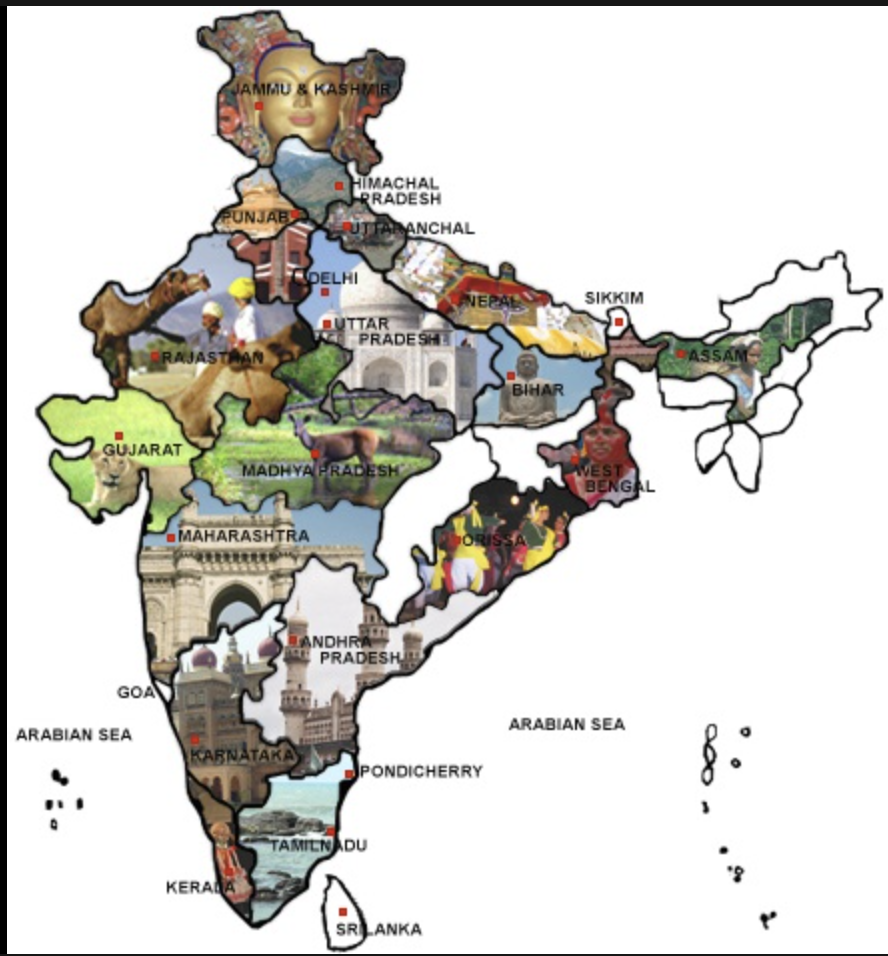 JAMMU & KASHMIR
HIMACHAL
PRADESH
PUNJAB
UTTARANCHAL
DELHI
NEPAL
SIKKIM
UTTAR
PRADESH
RAJASTHAN
ASSAM
BIHAR
GUJARAT
MADHYA PRADESH
WEST
BENGAL
MAHARASHTRA
ORISSA
ANDHRA
PRADESH
GOA
ARABIAN SEA
ARABIAN SEA
KARNATAKA
PONDICHERRY
TAMILNADU
KERALA
SRILANKA